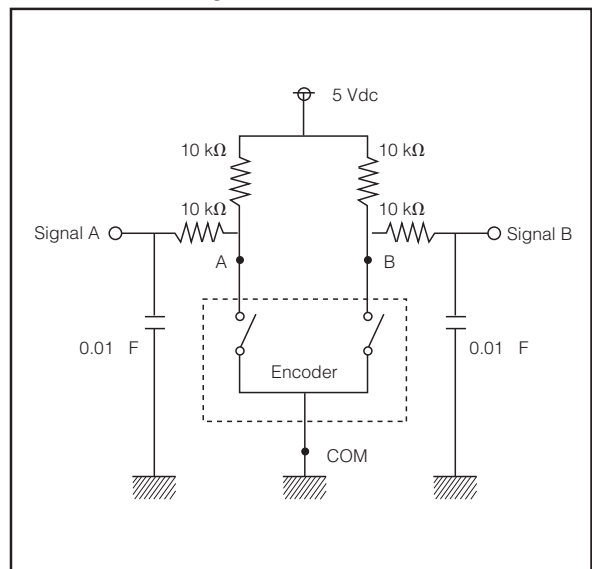 5 Vdc
10 kΩ 10 kΩ
10 kΩ 10 kΩ
Signal A Signal B
A B
0.01 F 0.01 F
Encoder
COM